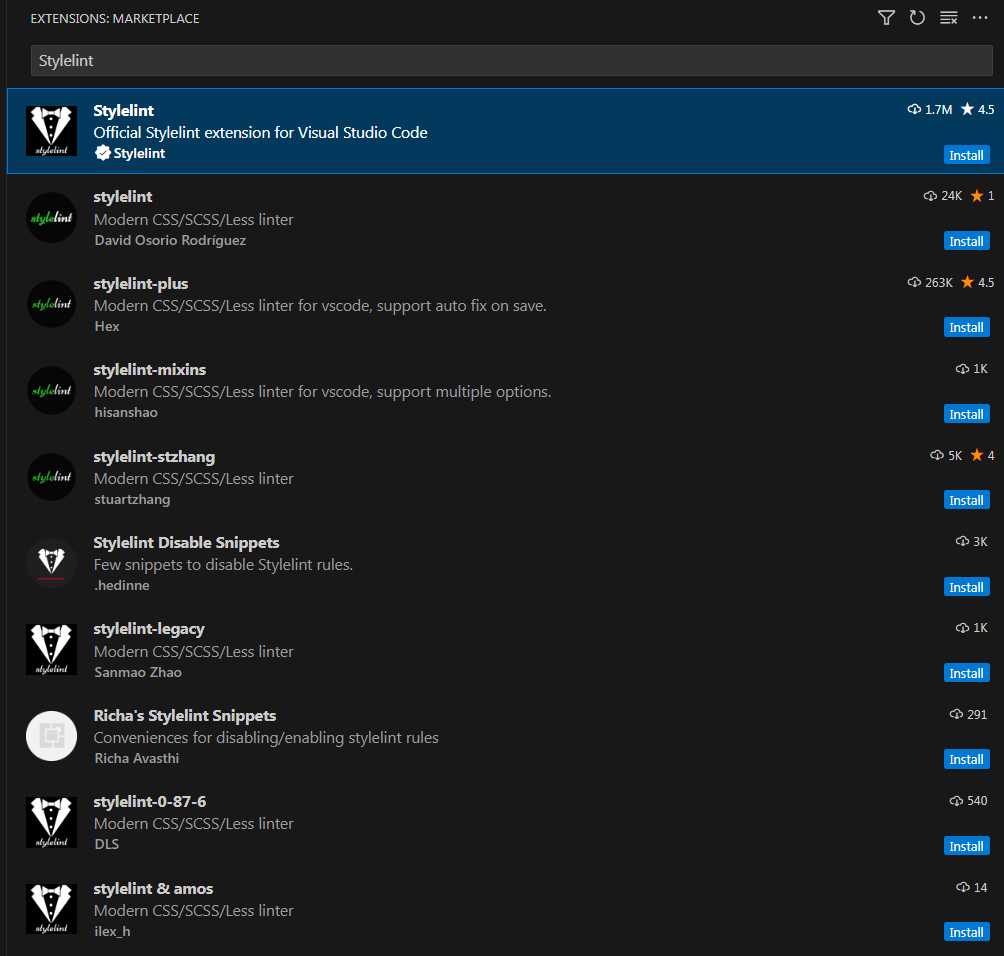 EXTENSIONS: MARKETPLACE
Stylelint
Stylelint 1.7M 4.5
Official Stylelint extension for Visual Studio Code
stylelint Stylelint Install
stylelint 24K 1
stylelint Modern CSS/SCSS/Less linter
David Osorio Rodríguez Install
stylelint-plus 263K 4.5
stylelint Modern CSS/SCSS/Less linter for vscode, support auto fix on save.
Hex Install
stylelint-mixins 1K
stylelint Modern CSS/SCSS/Less linter for vscode, support multiple options.
hisanshao Install
stylelint-stzhang 5K 4
stylelint Modern CSS/SCSS/Less linter
stuartzhang Install
Stylelint Disable Snippets 3K
Few snippets to disable Stylelint rules.
.hedinne Install
stylelint-legacy 1K
Modern CSS/SCSS/Less linter
stylelint Sanmao Zhao Install
Richa's Stylelint Snippets 291
Conveniences for disabling/enabling stylelint rules
Richa Avasthi Install
stylelint-0-87-6 540
Modern CSS/SCSS/Less linter
stylelint DLS Install
stylelint & amos 14
Modern CSS/SCSS/Less linter
stylelint ilex_h Install